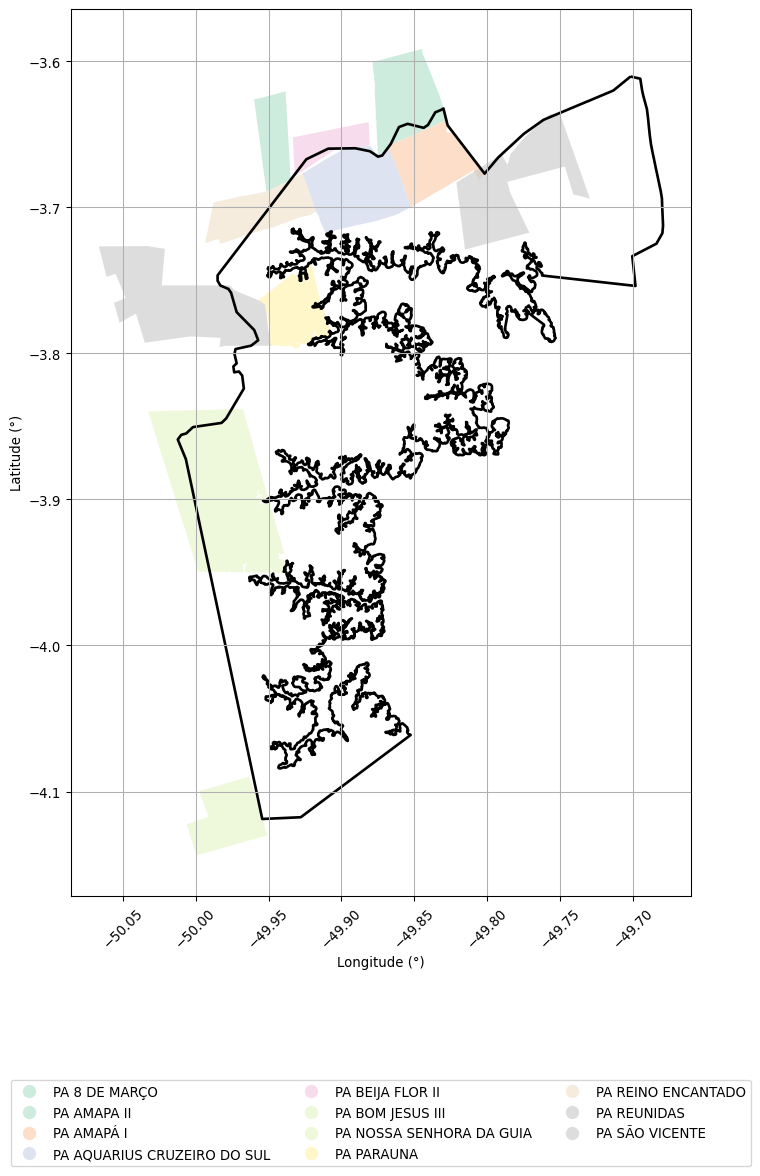 −3.6
−3.7
−3.8
−3.9
−4.0
−4.1
Latitude (°)
−50.05
−50.00
−49.95
−49.90
−49.85
−49.80
−49.75
−49.70
Longitude (°)
PA 8 DE MARÇO
PA AMAPA II
PA AMAPÁ I
PA AQUARIUS CRUZEIRO DO SUL
PA BEIJA FLOR II
PA BOM JESUS III
PA NOSSA SENHORA DA GUIA
PA PARAUNA
PA REINO ENCANTADO
PA REUNIDAS
PA SÃO VICENTE